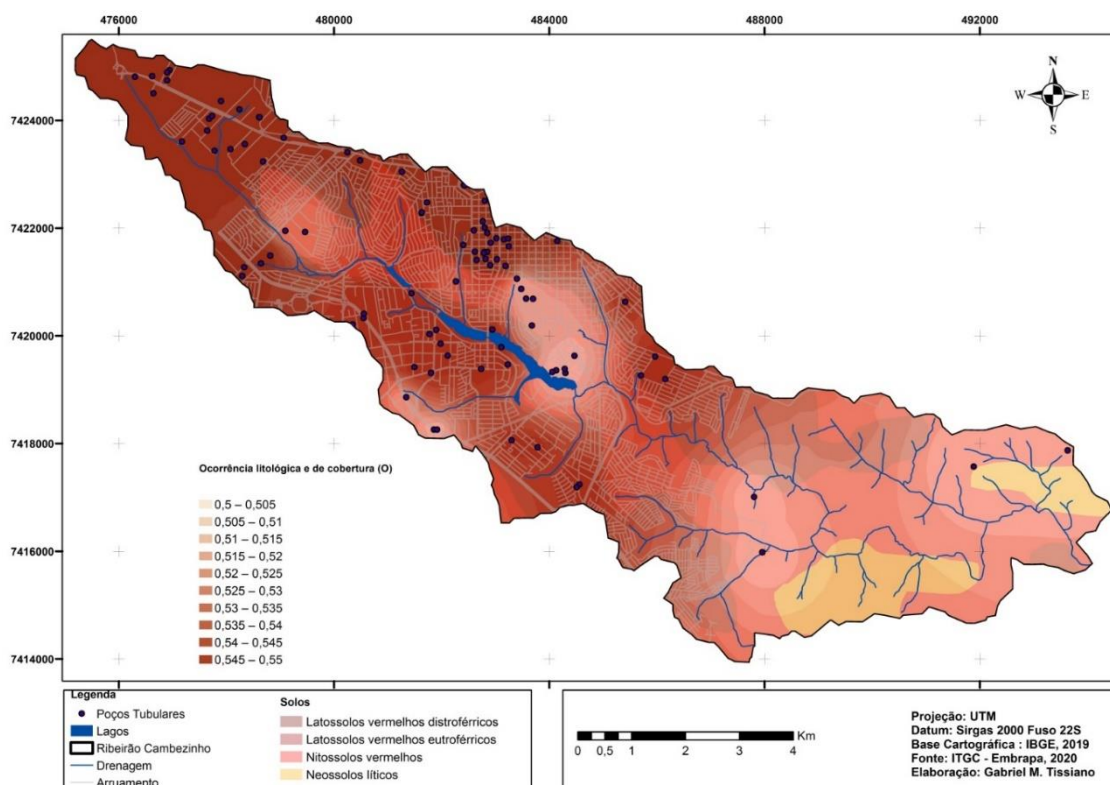 476000 480000 484000 488000 492000
N
W E
S
7424000
7422000
7420000
7418000
7416000
7414000
Ocorrência litológica e de cobertura (O)
0,5 – 0,505
0,505 – 0,51
0,51 – 0,515
0,515 – 0,52
0,52 – 0,525
0,525 – 0,53
0,53 – 0,535
0,535 – 0,54
0,54 – 0,545
0,545 – 0,55
Legenda
Poços Tubulares
Lagos
Ribeirão Cambezinho
Drenagem
Arruamento
Solos
Latossolos vermelhos distroférricos
Latossolos vermelhos eutroférricos
Nitossolos vermelhos
Neossolos líticos
Km
0 0,5 1 2 3 4
Projeção: UTM
Datum: Sirgas 2000 Fuso 22S
Base Cartográfica : IBGE, 2019
Fonte: ITGC - Embrapa, 2020
Elaboração: Gabriel M. Tissiano